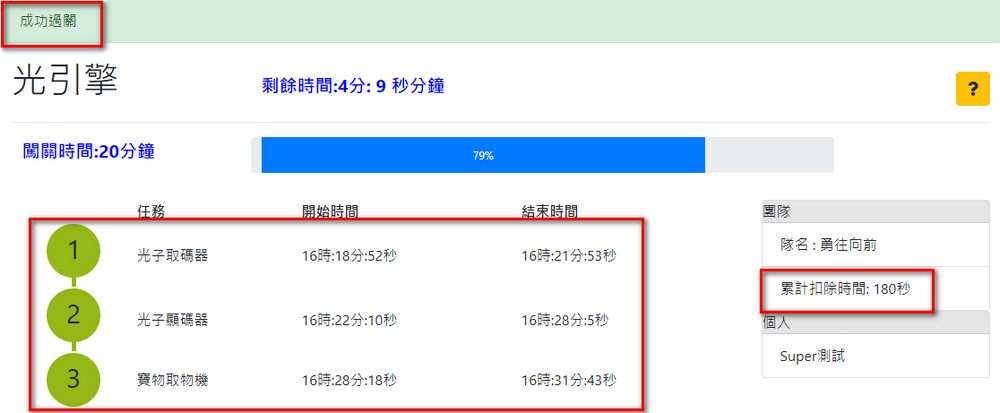 成功過關
光引擎
剩餘時間:4分: 9 秒分鐘
?
闖關時間:20分鐘
79%
任務 開始時間 結束時間
1 光子取碼器 16時:18分:52秒 16時:21分:53秒
2 光子顯碼器 16時:22分:10秒 16時:28分:5秒
3 寶物取物機 16時:28分:18秒 16時:31分:43秒
團隊
隊名 : 勇往向前
累計扣除時間: 180秒
個人
Super測試